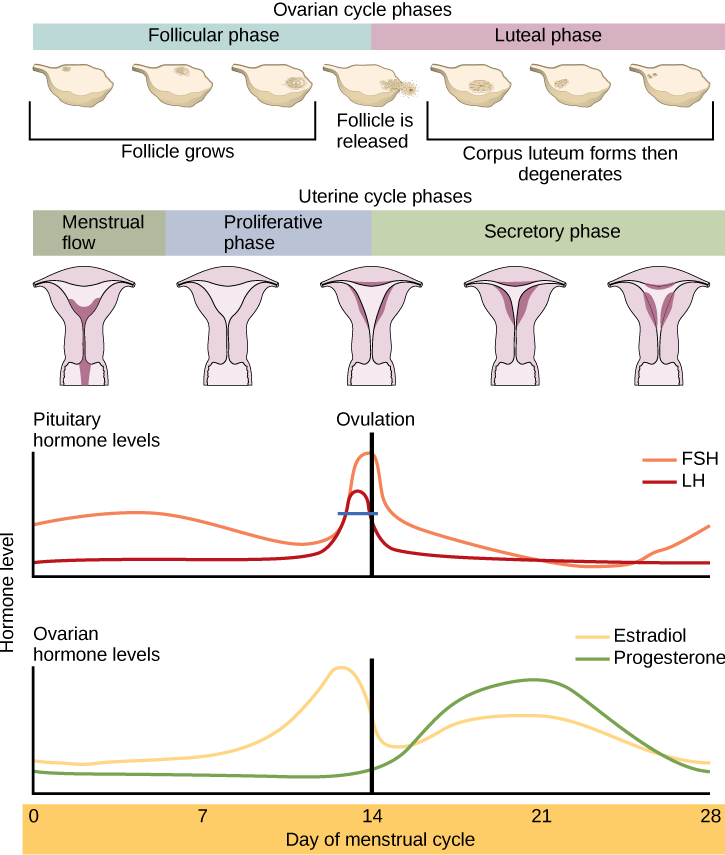 Ovarian cycle phases
Follicular phase
Luteal phase
Follicle grows
Follicle is
released
Corpus luteum forms then
degenerates
Uterine cycle phases
Menstrual
flow
Proliferative
phase
Secretory phase
Pituitary
hormone levels
Ovulation
FSH
LH
Hormone level
Ovarian
hormone levels
Estradiol
Progesterone
0 7 14 21 28
Day of menstrual cycle